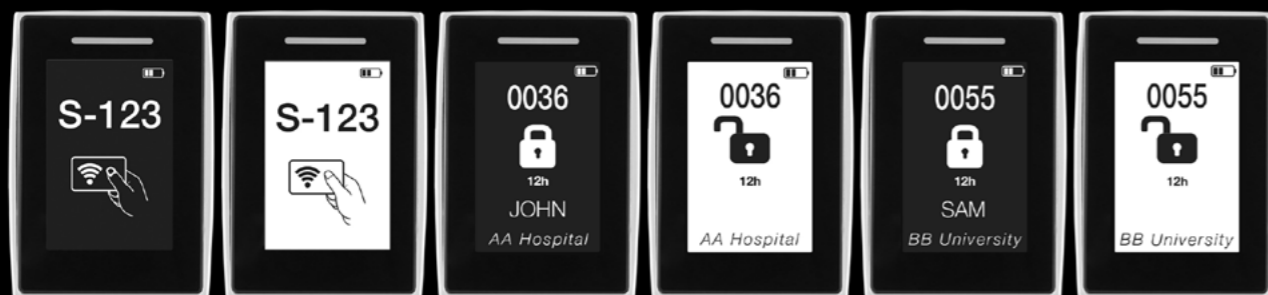 S-123
S-123
0036
12h
JOHN
AA Hospital
0036
12h
AA Hospital
0055
12h
SAM
BB University
0055
12h
BB University